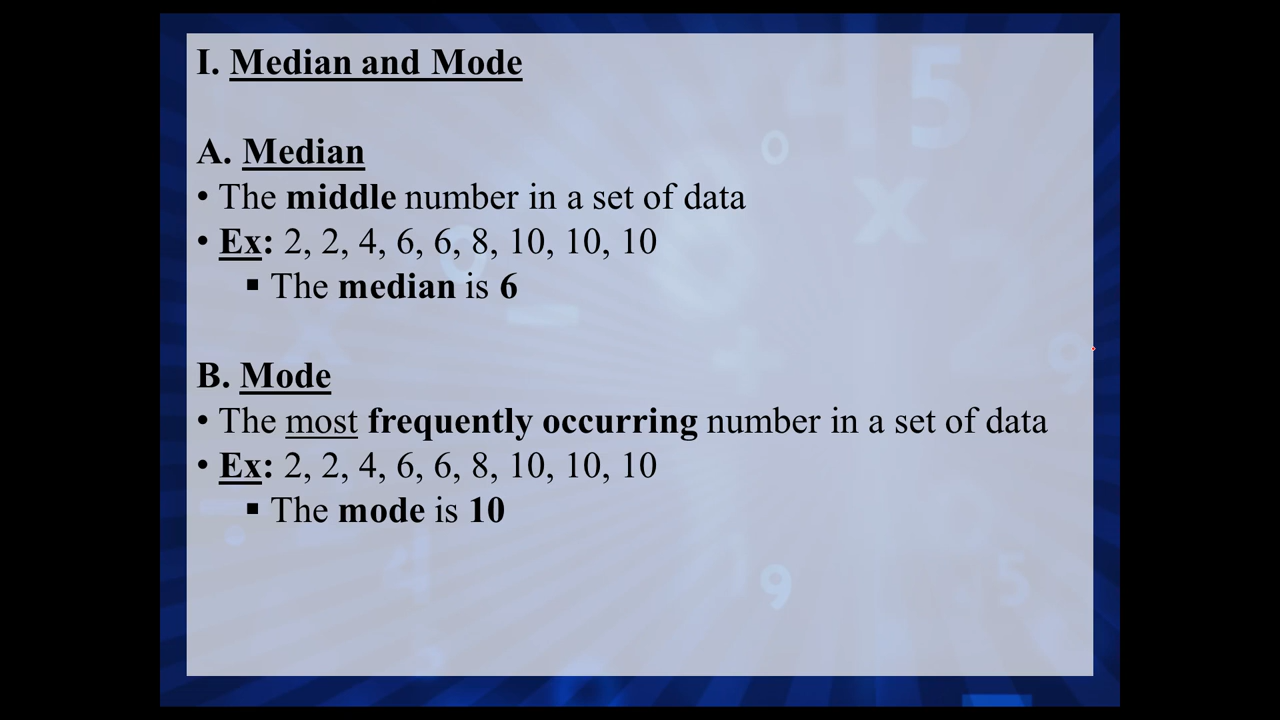 I. Median and Mode
A. Median
• The middle number in a set of data
• Ex: 2, 2, 4, 6, 6, 8, 10, 10, 10
▪ The median is 6
B. Mode
• The most frequently occurring number in a set of data
• Ex: 2, 2, 4, 6, 6, 8, 10, 10, 10
▪ The mode is 10